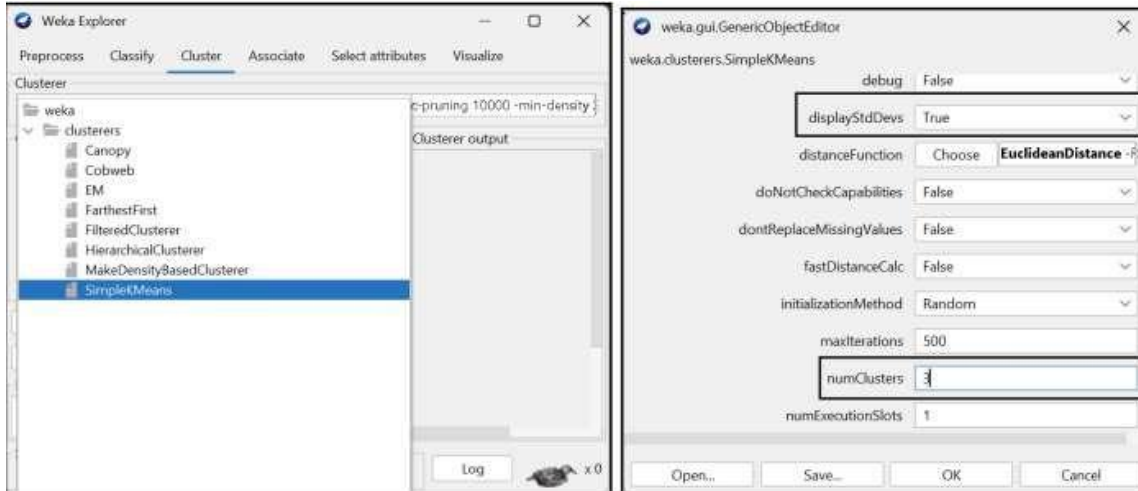 Weka Explorer
Preprocess Classify Cluster Associate Select attributes Visualize
Clusterer
weka
clusterers
Canopy
Cobweb
EM
FarthestFirst
FilteredClusterer
HierarchicalClusterer
MakeDensityBasedClusterer
SimpleKMeans
c-pruning 10000 -min-density
Clusterer output
Log
x 0
weka.gui.GenericObjectEditor
weka.clusterers.SimpleKMeans
debug False
displayStdDevs True
distanceFunction Choose EuclideanDistance -R
doNotCheckCapabilities False
dontReplaceMissingValues False
fastDistanceCalc False
initializationMethod Random
maxIterations 500
numClusters 3
numExecutionSlots 1
Open... Save... OK Cancel